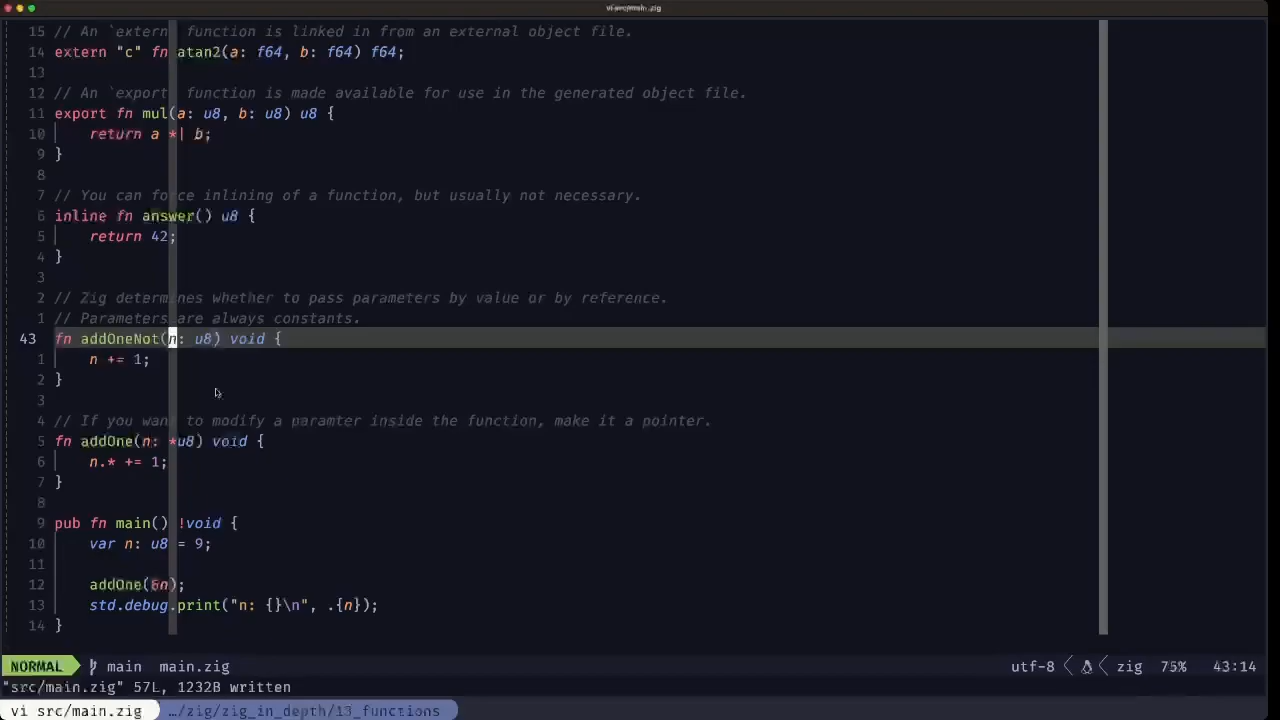 vi src/main.zig
15 // An `extern` function is linked in from an external object file.
14 extern "c" fn atan2(a: f64, b: f64) f64;
13
12 // An `export` function is made available for use in the generated object file.
11 export fn mul(a: u8, b: u8) u8 {
10     return a *| b;
9 }
8
7 // You can force inlining of a function, but usually not necessary.
6 inline fn answer() u8 {
5     return 42;
4 }
3
2 // Zig determines whether to pass parameters by value or by reference.
1 // Parameters are always constants.
43 fn addOneNot(n: u8) void {
1     n += 1;
2 }
3
4 // If you want to modify a paramter inside the function, make it a pointer.
5 fn addOne(n: *u8) void {
6     n.* += 1;
7 }
8
9 pub fn main() !void {
10     var n: u8 = 9;
11
12     addOne(&n);
13     std.debug.print("n: {}\n", .{n});
14 }
NORMAL main main.zig utf-8 zig 75% 43:14
"src/main.zig" 57L, 1232B written
vi src/main.zig …/zig/zig_in_depth/13_functions